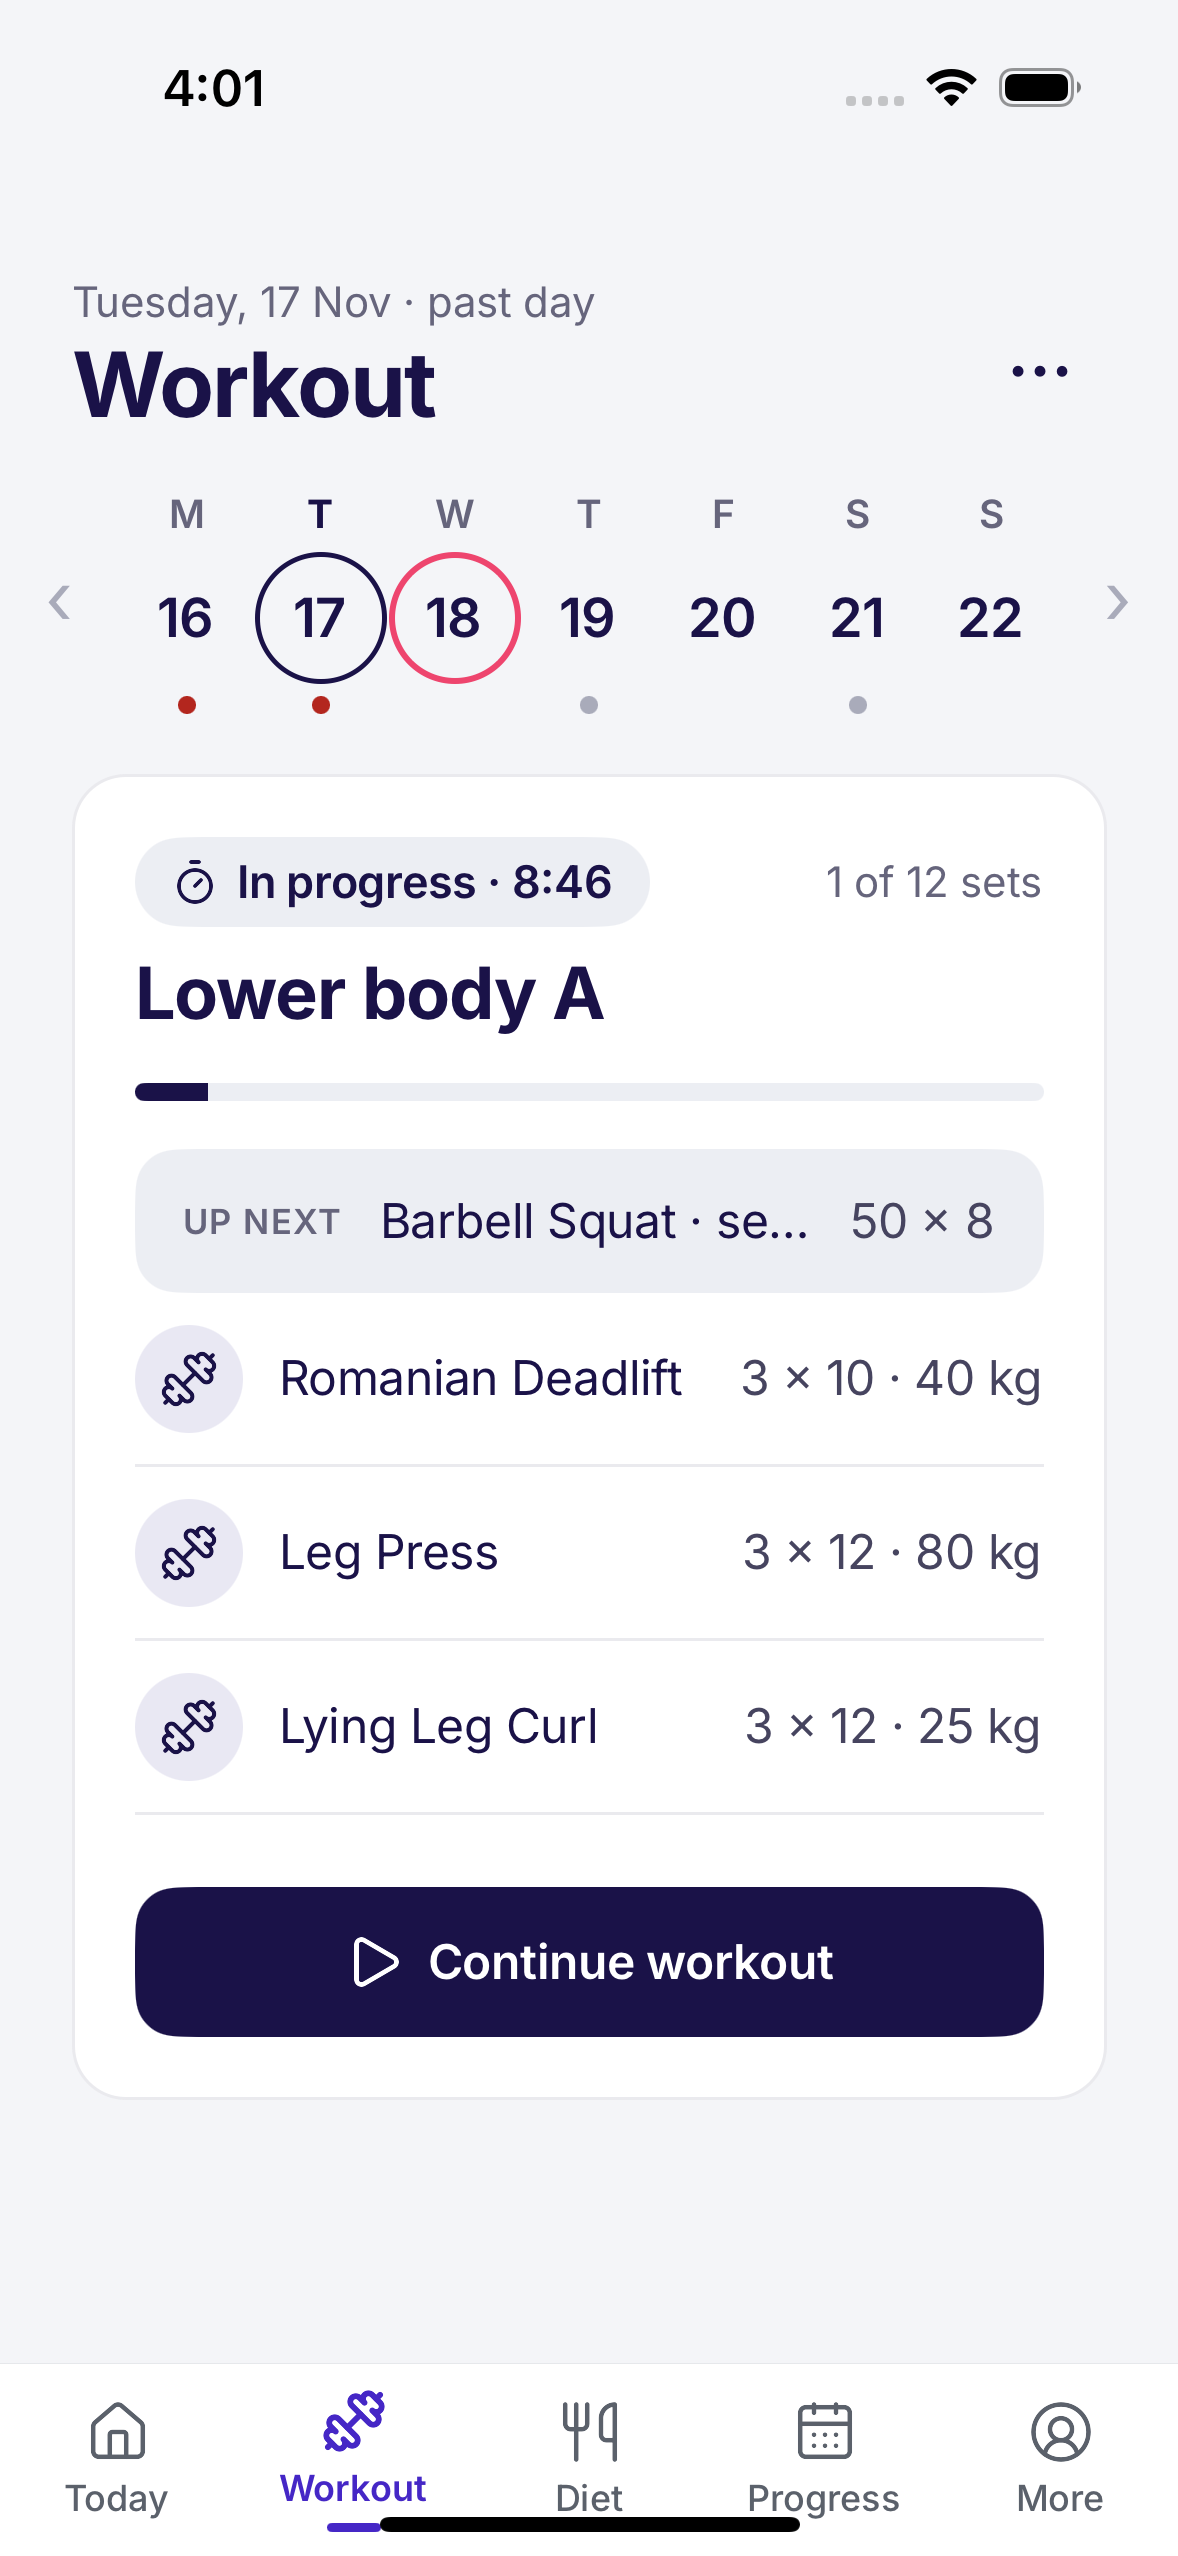 4:01
Tuesday, 17 Nov · past day
Workout
M T W T F S S
‹ 16 17 18 19 20 21 22 ›
In progress · 8:46 1 of 12 sets
Lower body A
UP NEXT Barbell Squat · se... 50 × 8
Romanian Deadlift 3 × 10 · 40 kg
Leg Press 3 × 12 · 80 kg
Lying Leg Curl 3 × 12 · 25 kg
Continue workout
Today Workout Diet Progress More